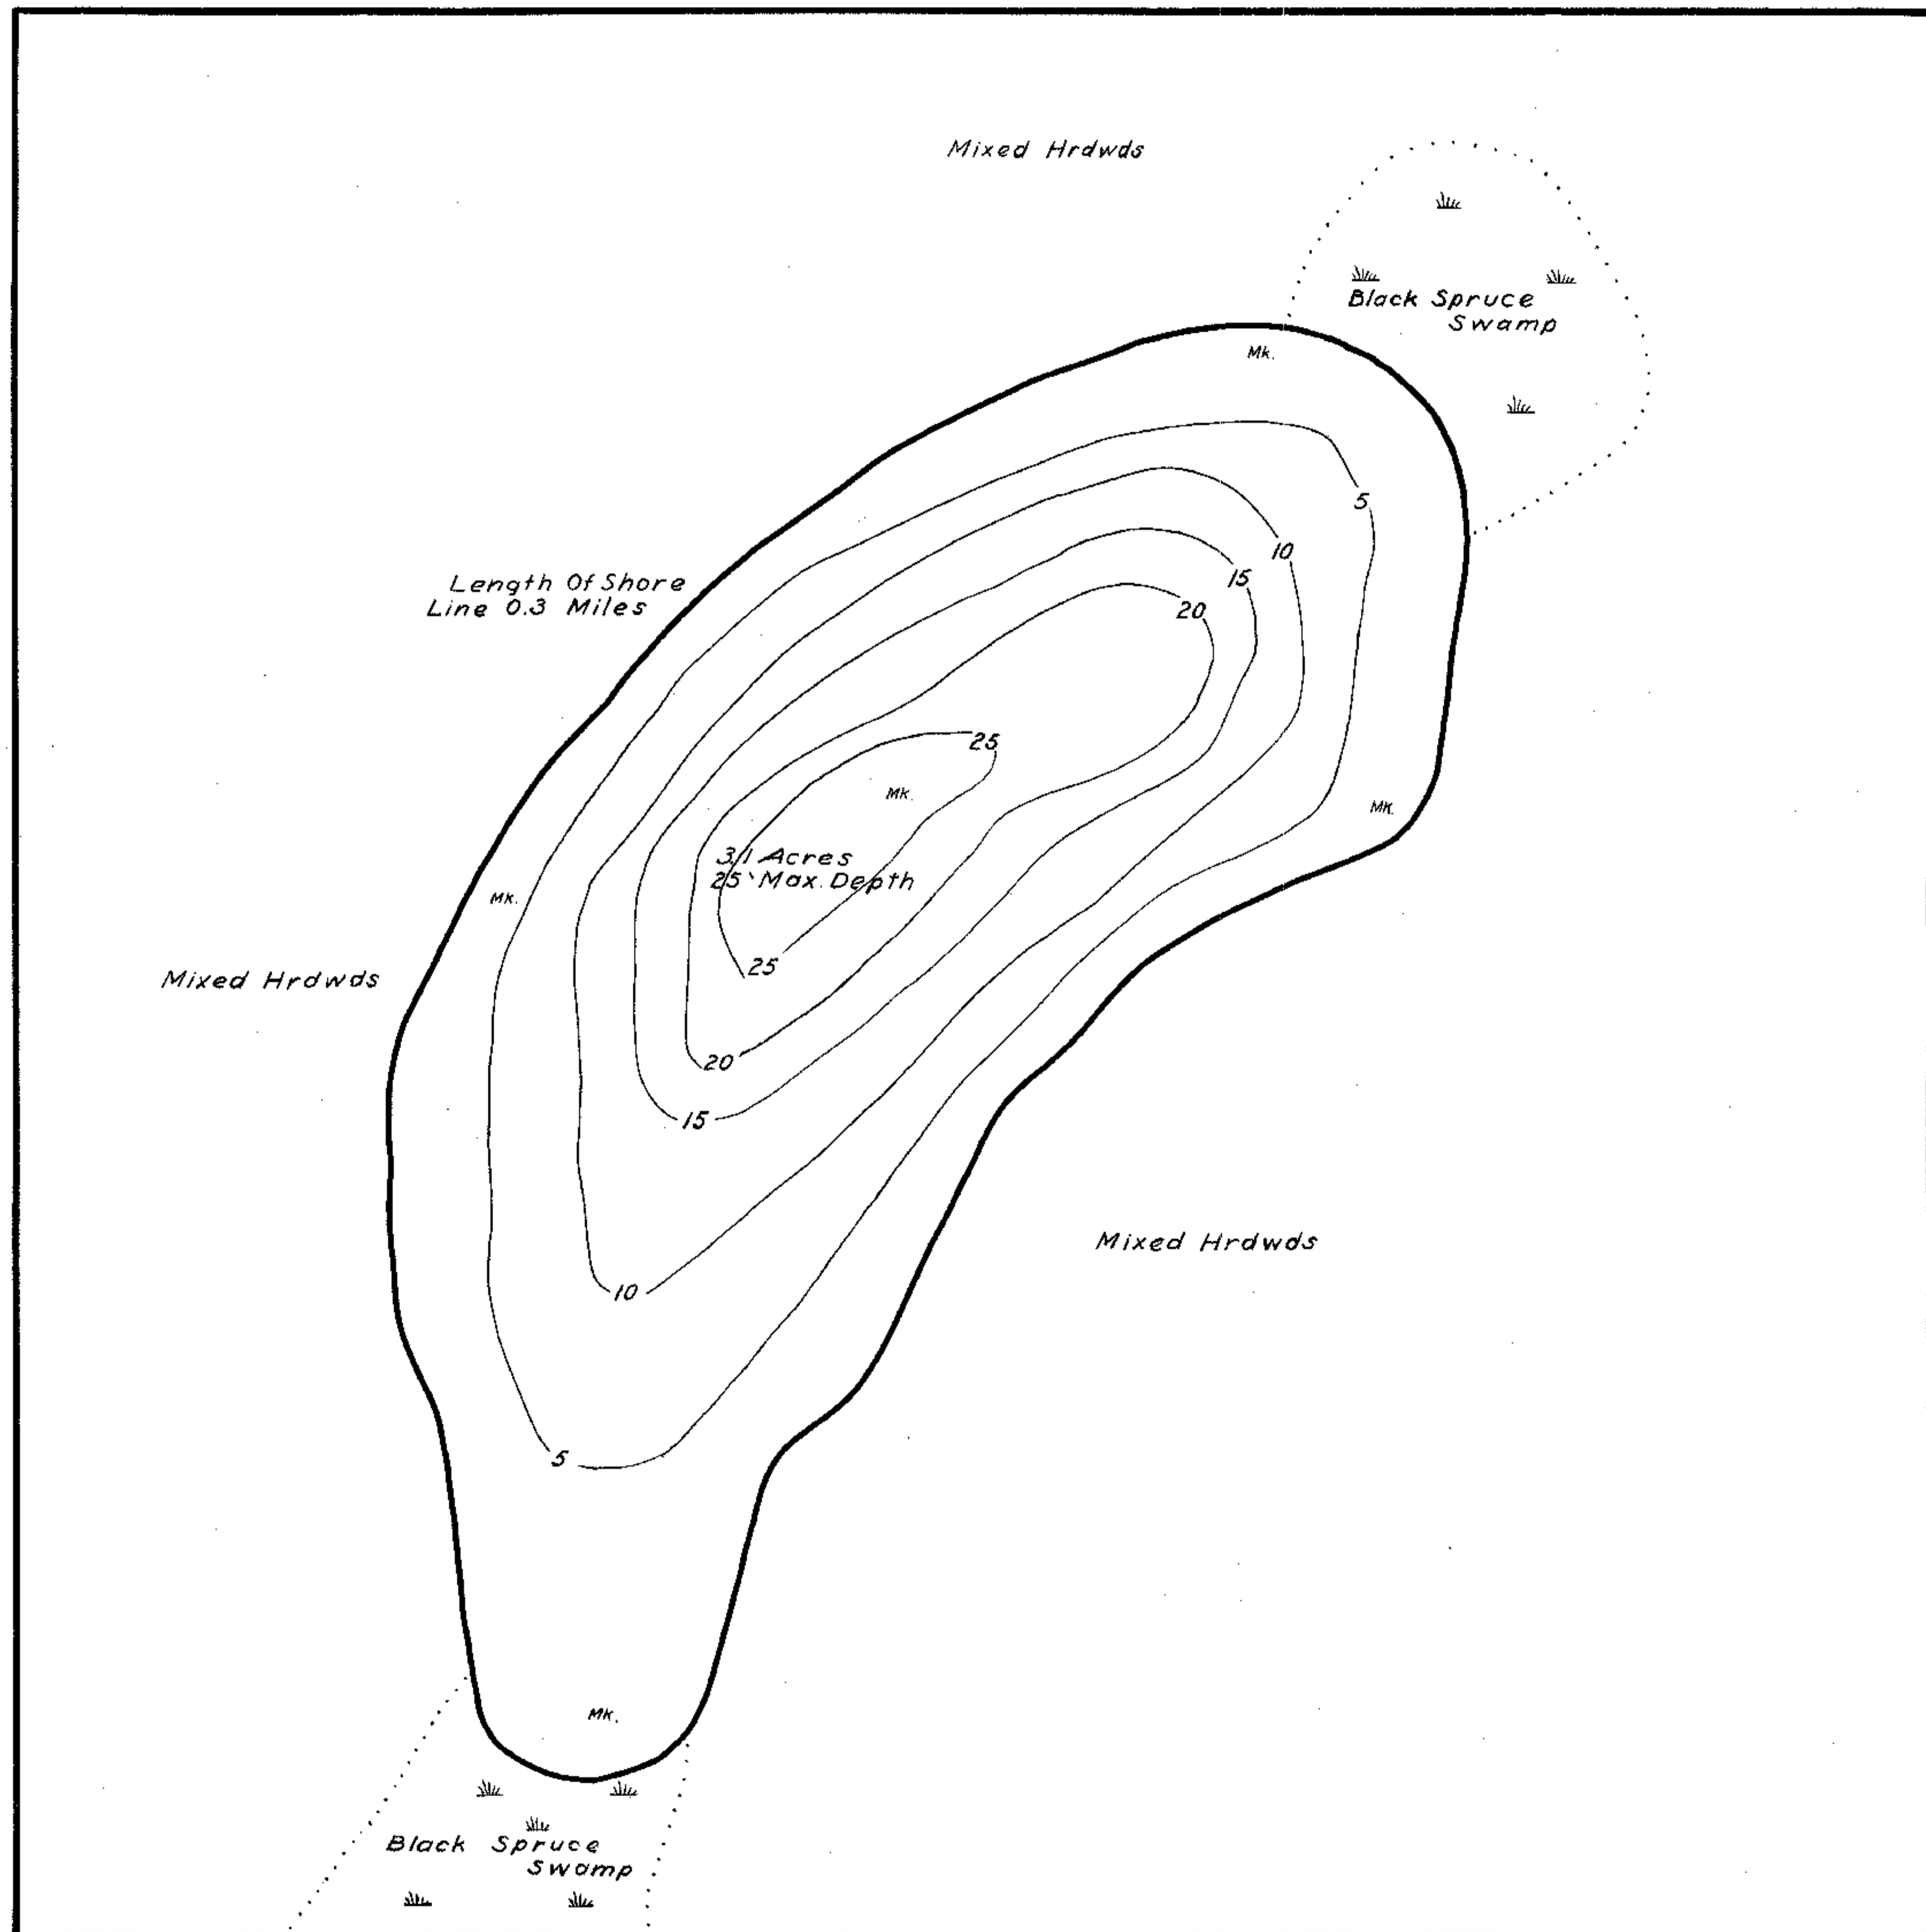 Mixed Hrdwds
Black Spruce
Swamp
Mk.
5
10
Length Of Shore
Line 0.3 Miles
15
20
25
Mk.
Mk.
3.1 Acres
25' Max. Depth
Mk.
25
Mixed Hrdwds
20
15
Mixed Hrdwds
10
5
Mk.
Black Spruce
Swamp